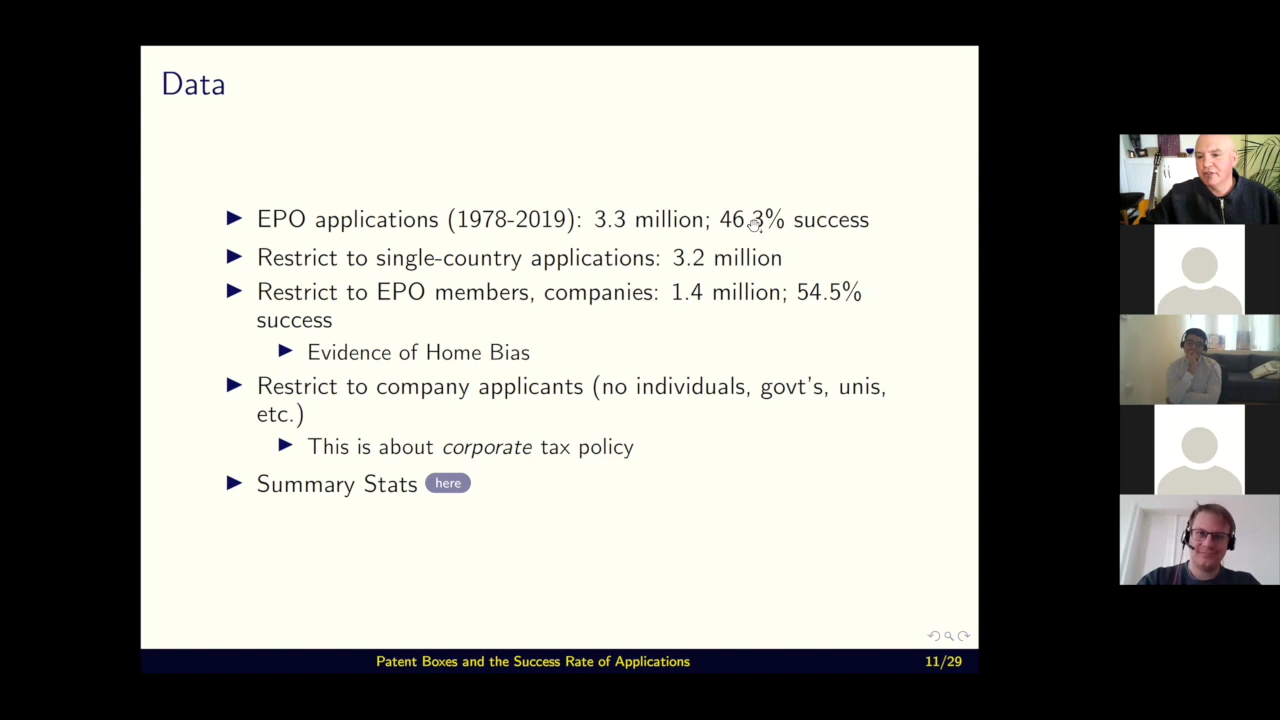 Data
EPO applications (1978-2019): 3.3 million; 46.3% success
Restrict to single-country applications: 3.2 million
Restrict to EPO members, companies: 1.4 million; 54.5%
success
Evidence of Home Bias
Restrict to company applicants (no individuals, govt's, unis,
etc.)
This is about corporate tax policy
Summary Stats here
Patent Boxes and the Success Rate of Applications 11/29